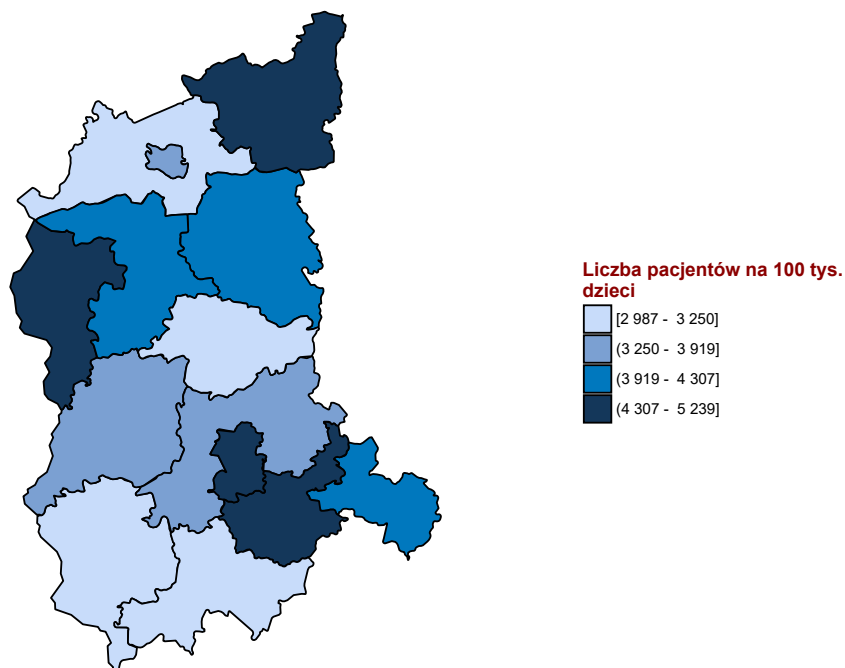 Liczba pacjentów na 100 tys.
dzieci
[2 987 - 3 250]
(3 250 - 3 919]
(3 919 - 4 307]
(4 307 - 5 239]